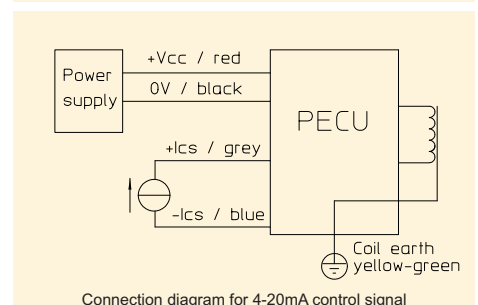 +Vcc / red
Power
supply
0V / black
PECU
+Ics / grey
-Ics / blue
Coil earth
yellow-green
Connection diagram for 4-20mA control signal